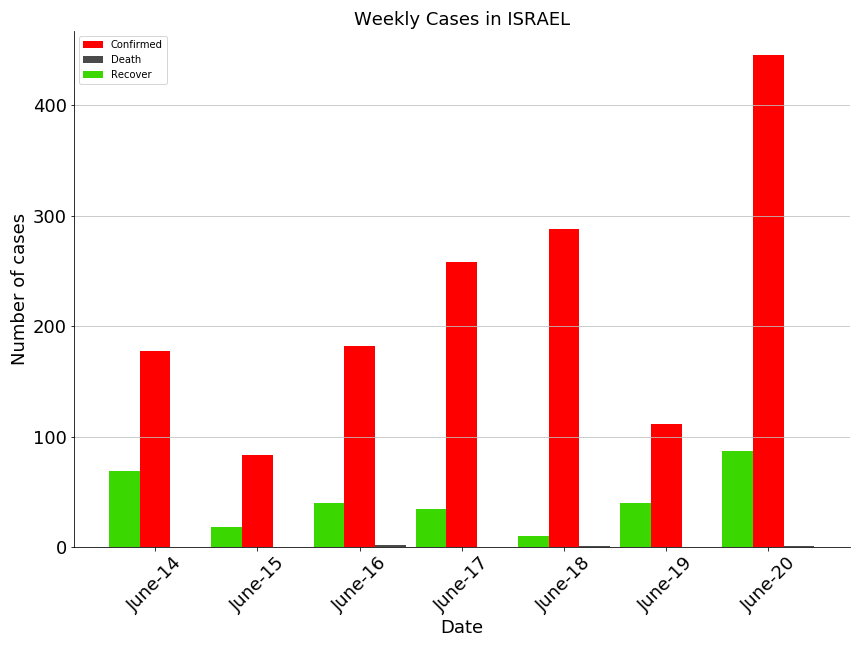 Weekly Cases in ISRAEL
Confirmed
Death
Recover
Number of cases
400
300
200
100
0
June-14
June-15
June-16
June-17
June-18
June-19
June-20
Date